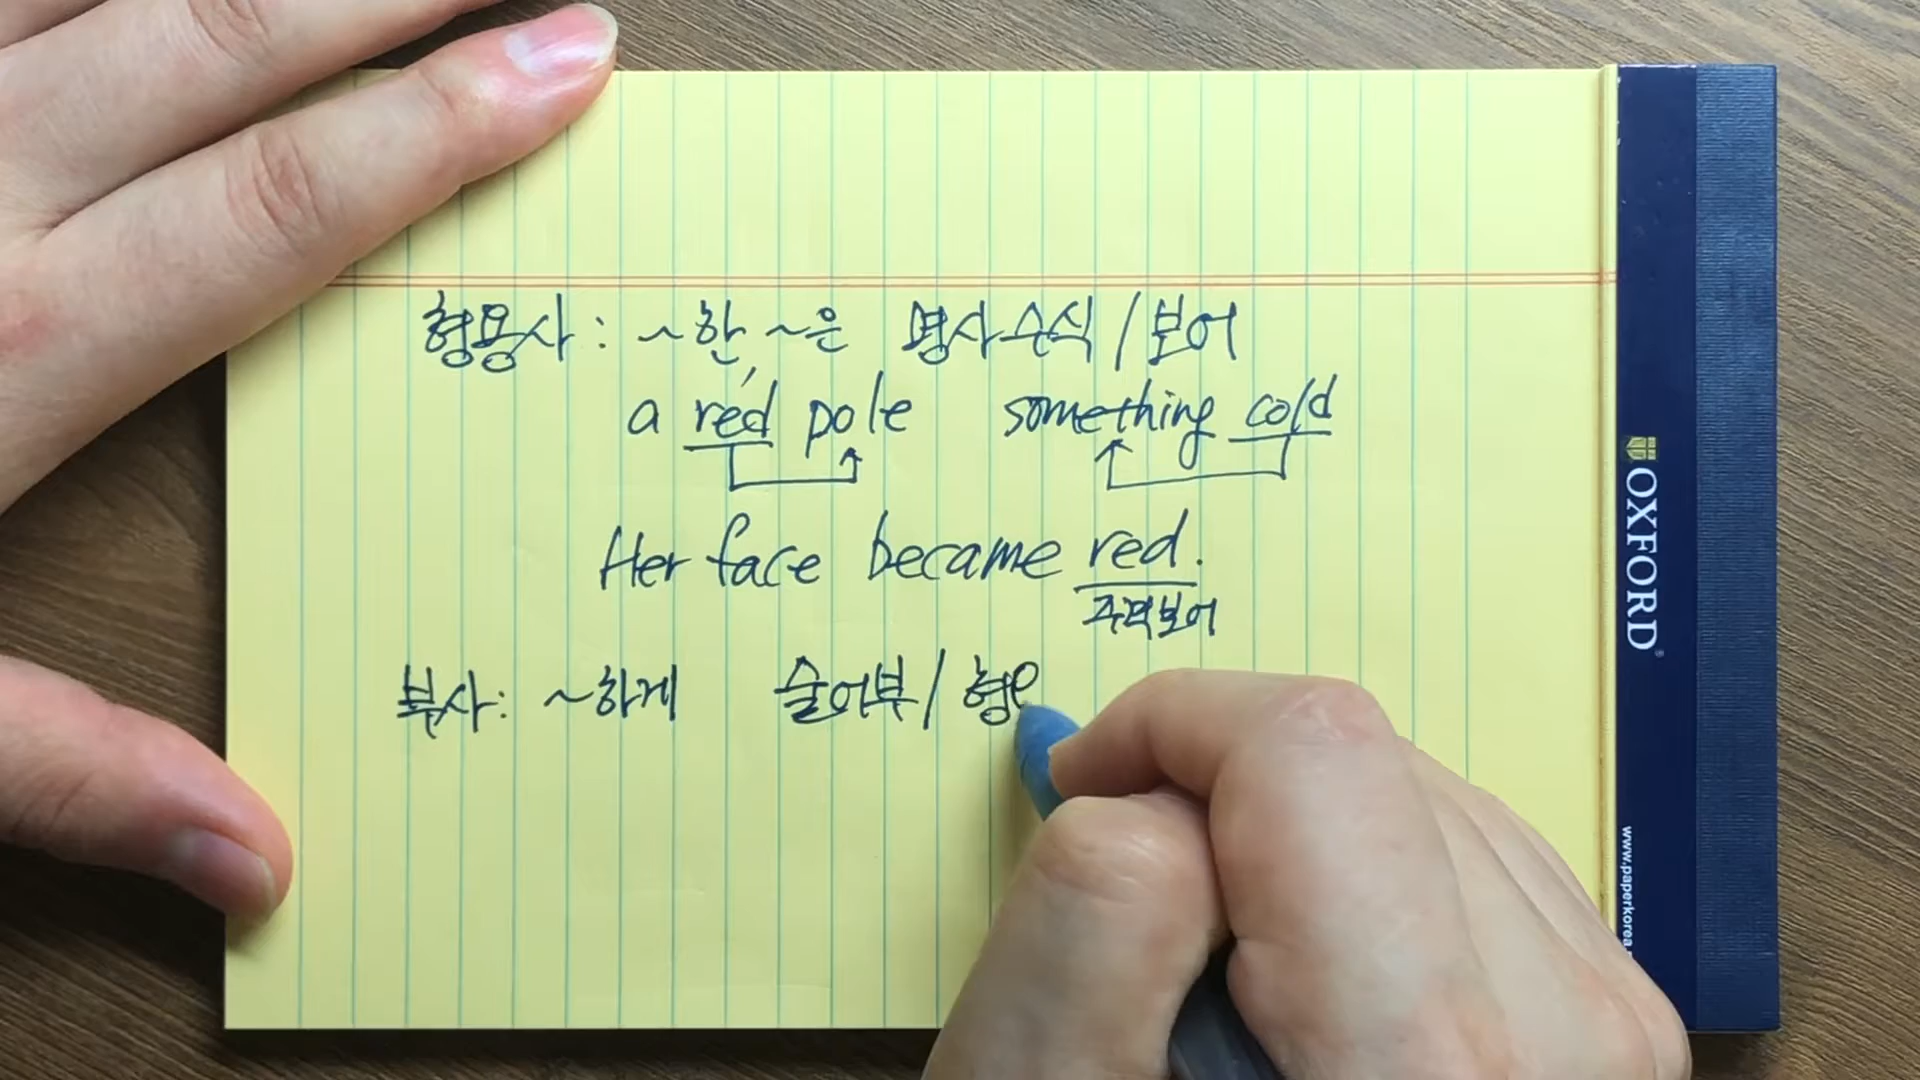 형용사 : ~한, ~은 명사수식 / 보어
a red pole something cold
Her face became red.
주격보어
부사 : ~하게 술어부 / 형
OXFORD
www.paperkorea.